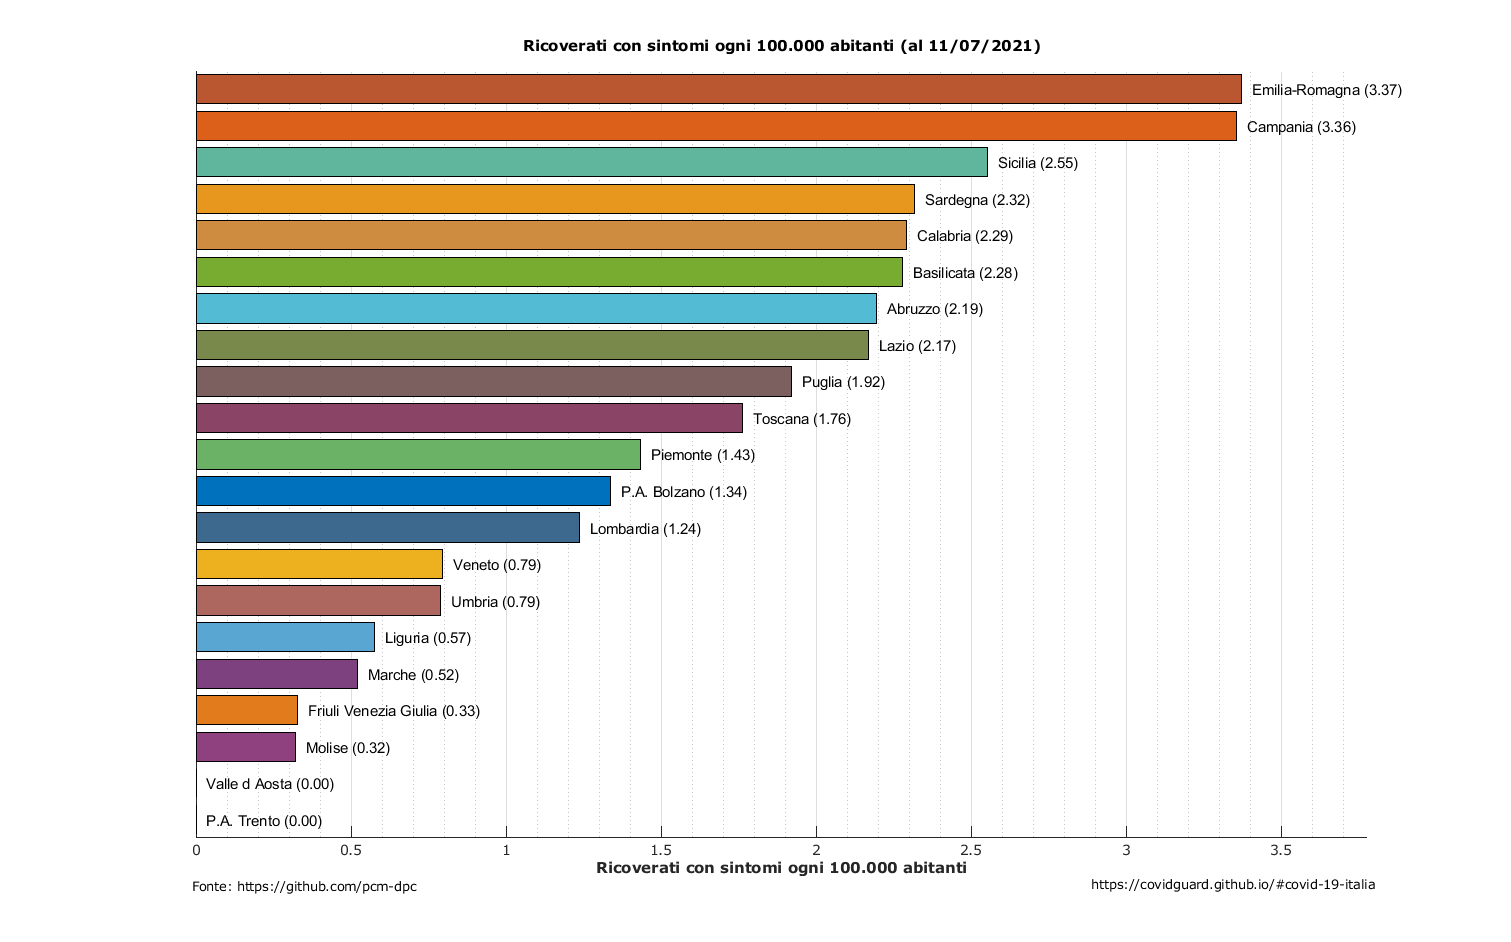 Ricoverati con sintomi ogni 100.000 abitanti (al 11/07/2021)
Emilia-Romagna (3.37)
Campania (3.36)
Sicilia (2.55)
Sardegna (2.32)
Calabria (2.29)
Basilicata (2.28)
Abruzzo (2.19)
Lazio (2.17)
Puglia (1.92)
Toscana (1.76)
Piemonte (1.43)
P.A. Bolzano (1.34)
Lombardia (1.24)
Veneto (0.79)
Umbria (0.79)
Liguria (0.57)
Marche (0.52)
Friuli Venezia Giulia (0.33)
Molise (0.32)
Valle d Aosta (0.00)
P.A. Trento (0.00)
0 0.5 1 1.5 2 2.5 3 3.5
Ricoverati con sintomi ogni 100.000 abitanti
Fonte: https://github.com/pcm-dpc
https://covidguard.github.io/#covid-19-italia